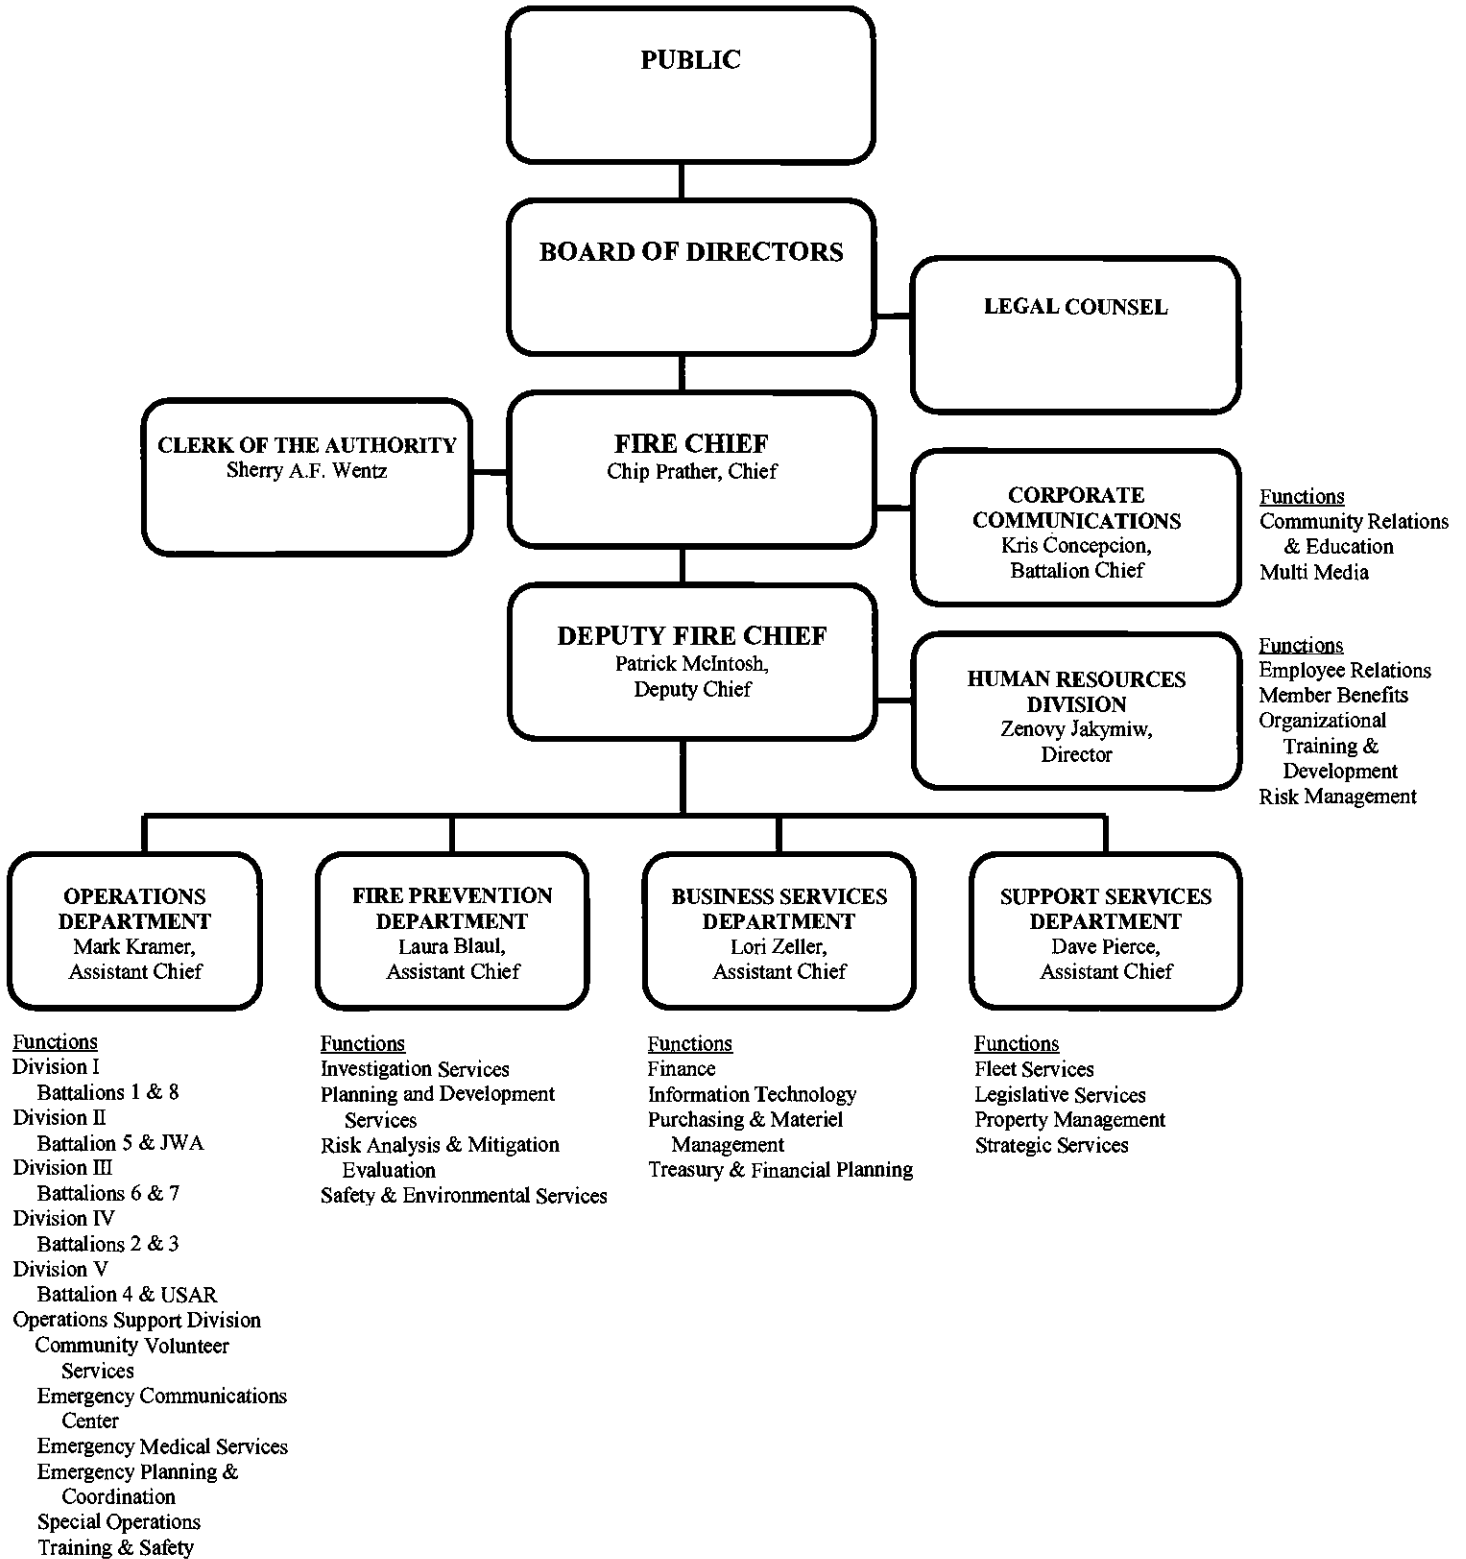 PUBLIC
BOARD OF DIRECTORS
LEGAL COUNSEL
CLERK OF THE AUTHORITY
Sherry A.F. Wentz
FIRE CHIEF
Chip Prather, Chief
CORPORATE
COMMUNICATIONS
Kris Concepcion,
Battalion Chief
Functions
Community Relations
& Education
Multi Media
DEPUTY FIRE CHIEF
Patrick McIntosh,
Deputy Chief
HUMAN RESOURCES
DIVISION
Zenovy Jakymiw,
Director
Functions
Employee Relations
Member Benefits
Organizational
Training &
Development
Risk Management
OPERATIONS
DEPARTMENT
Mark Kramer,
Assistant Chief
FIRE PREVENTION
DEPARTMENT
Laura Blaul,
Assistant Chief
BUSINESS SERVICES
DEPARTMENT
Lori Zeller,
Assistant Chief
SUPPORT SERVICES
DEPARTMENT
Dave Pierce,
Assistant Chief
Functions
Division I
Battalions 1 & 8
Division II
Battalion 5 & JWA
Division III
Battalions 6 & 7
Division IV
Battalions 2 & 3
Division V
Battalion 4 & USAR
Operations Support Division
Community Volunteer
Services
Emergency Communications
Center
Emergency Medical Services
Emergency Planning &
Coordination
Special Operations
Training & Safety
Functions
Investigation Services
Planning and Development
Services
Risk Analysis & Mitigation
Evaluation
Safety & Environmental Services
Functions
Finance
Information Technology
Purchasing & Materiel
Management
Treasury & Financial Planning
Functions
Fleet Services
Legislative Services
Property Management
Strategic Services